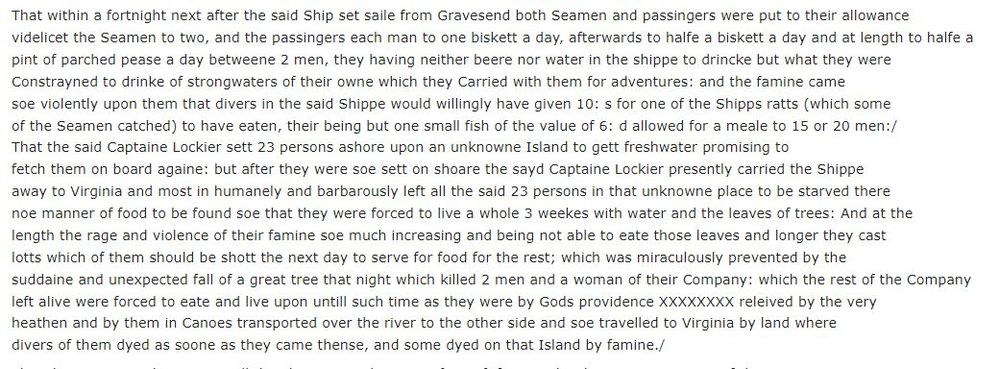 That within a fortnight next after the said Ship set saile from Gravesend both Seamen and passingers were put to their allowance
videlicet the Seamen to two, and the passingers each man to one biskett a day, afterwards to halfe a biskett a day and at length to halfe a
pint of parched pease a day betweene 2 men, they having neither beere nor water in the shippe to drincke but what they were
Constrayned to drinke of strongwaters of their owne which they Carried with them for adventures: and the famine came
soe violently upon them that divers in the said Shippe would willingly have given 10: s for one of the Shipps ratts (which some
of the Seamen catched) to have eaten, their being but one small fish of the value of 6: d allowed for a meale to 15 or 20 men:/
That the said Captaine Lockier sett 23 persons ashore upon an unknowne Island to gett freshwater promising to
fetch them on board againe: but after they were soe sett on shoare the sayd Captaine Lockier presently carried the Shippe
away to Virginia and most in humanely and barbarously left all the said 23 persons in that unknowne place to be starved there
noe manner of food to be found soe that they were forced to live a whole 3 weekes with water and the leaves of trees: And at the
length the rage and violence of their famine soe much increasing and being not able to eate those leaves and longer they cast
lotts which of them should be shott the next day to serve for food for the rest; which was miraculously prevented by the
suddaine and unexpected fall of a great tree that night which killed 2 men and a woman of their Company: which the rest of the Company
left alive were forced to eate and live upon untill such time as they were by Gods providence XXXXXXXX releived by the very
heathen and by them in Canoes transported over the river to the other side and soe travelled to Virginia by land where
divers of them dyed as soone as they came thense, and some dyed on that Island by famine./